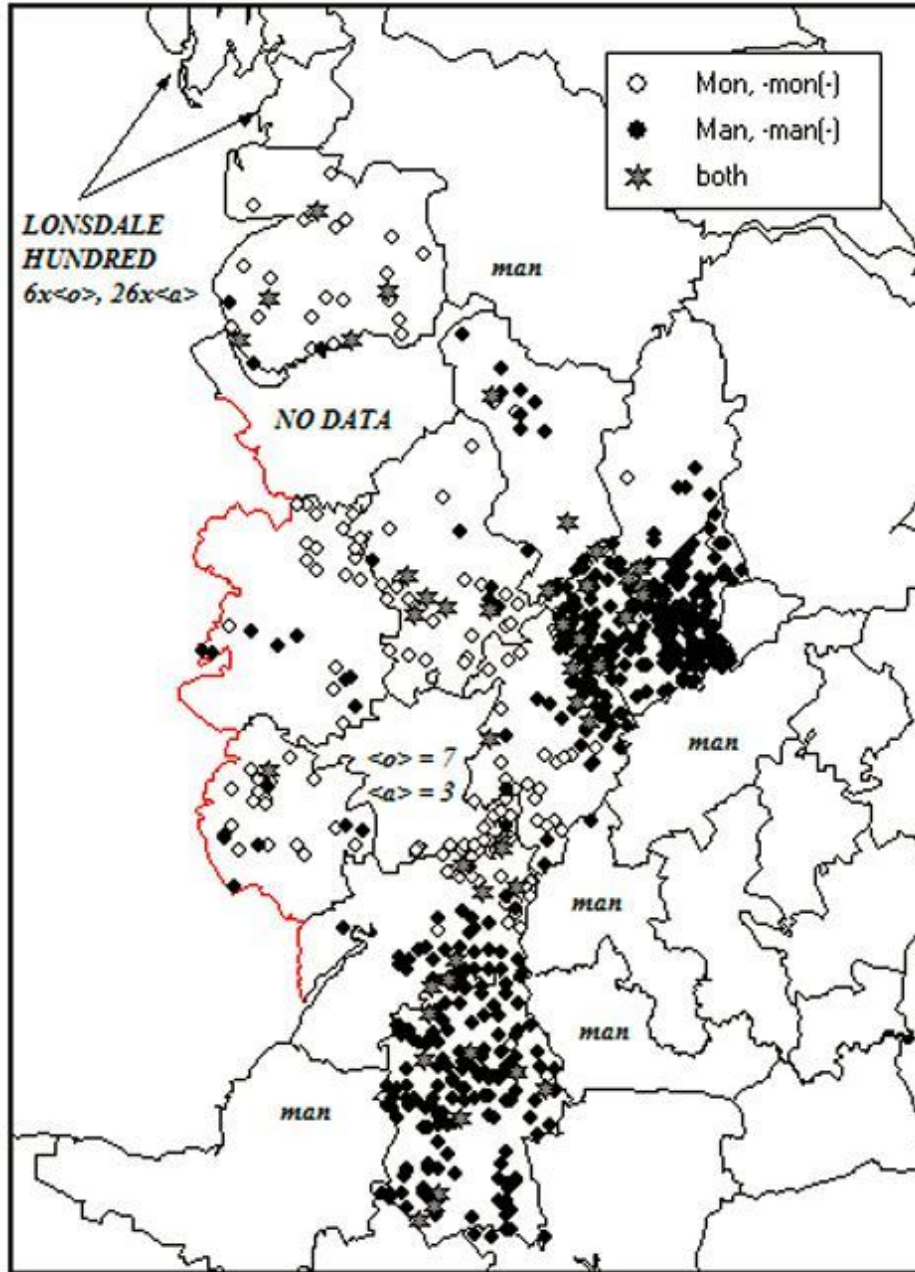 Mon, -mon(-)
Man, -man(-)
both
LONSDALE
HUNDRED
6x<o>, 26x<a>
man
NO DATA
<o> = 7
<a> = 3
man
man
man
man